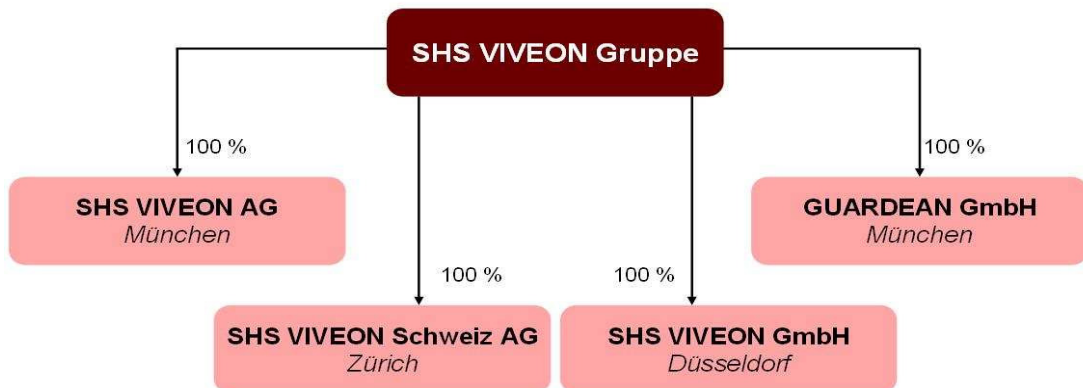 SHS VIVEON Gruppe
100 %
100 %
SHS VIVEON AG
München
GUARDEAN GmbH
München
100 %
100 %
SHS VIVEON Schweiz AG
Zürich
SHS VIVEON GmbH
Düsseldorf